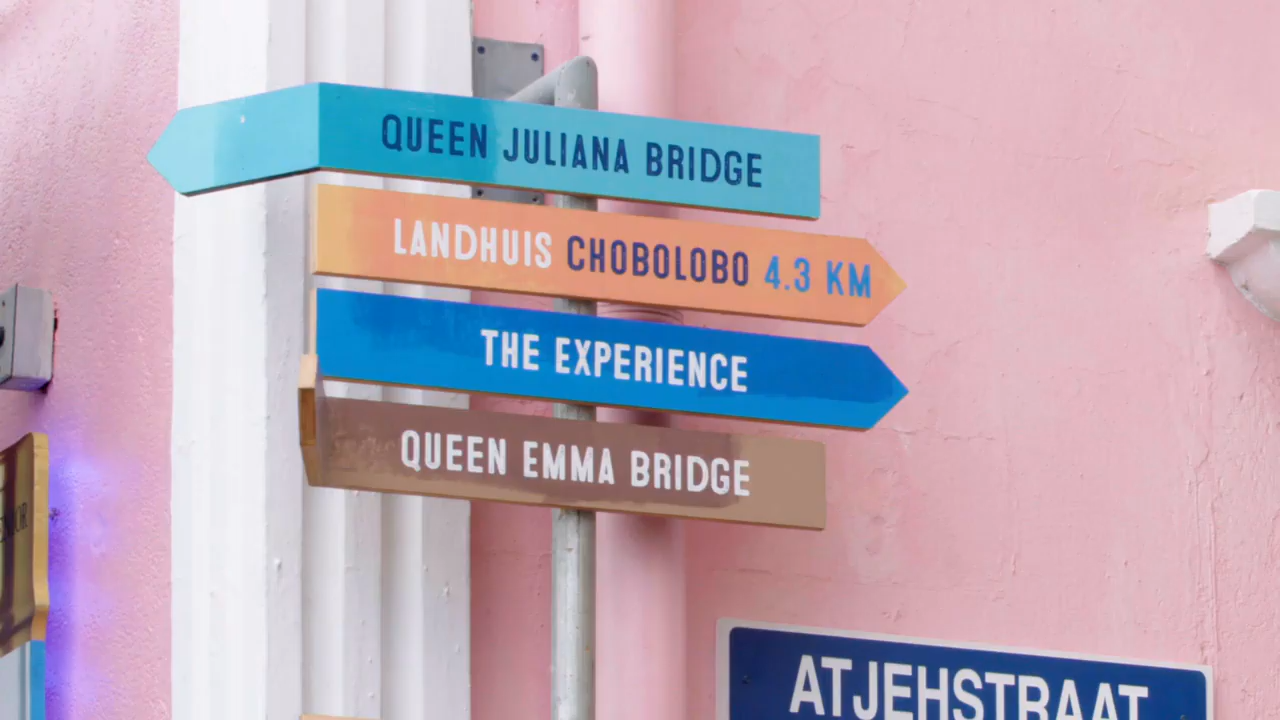 QUEEN JULIANA BRIDGE
LANDHUIS CHOBOLOBO 4.3 KM
THE EXPERIENCE
QUEEN EMMA BRIDGE
ATJEHSTRAAT